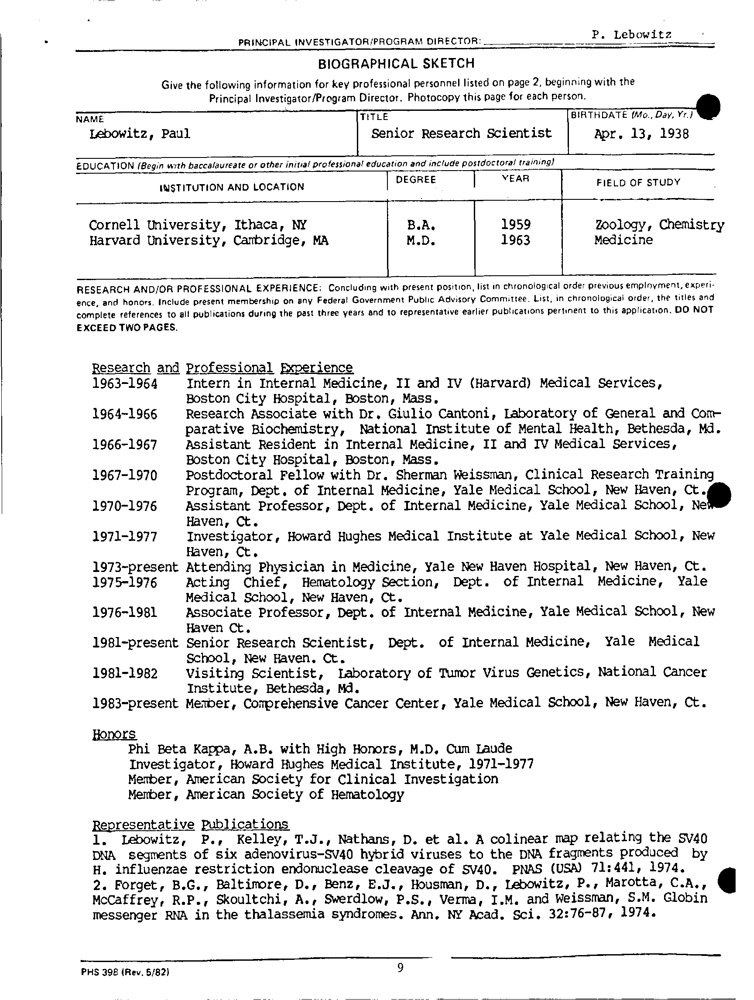 PRINCIPAL INVESTIGATOR/PROGRAM DIRECTOR: P. Lebowitz
BIOGRAPHICAL SKETCH
Give the following information for key professional personnel listed on page 2, beginning with the
Principal Investigator/Program Director. Photocopy this page for each person.
NAME TITLE BIRTHDATE (Mo., Day, Yr.)
Lebowitz, Paul Senior Research Scientist Apr. 13, 1938
EDUCATION (Begin with baccalaureate or other initial professional education and include postdoctoral training)
INSTITUTION AND LOCATION DEGREE YEAR FIELD OF STUDY
Cornell University, Ithaca, NY B.A. 1959 Zoology, Chemistry
Harvard University, Cambridge, MA M.D. 1963 Medicine
RESEARCH AND/OR PROFESSIONAL EXPERIENCE: Concluding with present position, list in chronological order previous employment, experi-
ence, and honors. Include present membership on any Federal Government Public Advisory Committee. List, in chronological order, the titles and
complete references to all publications during the past three years and to representative earlier publications pertinent to this application. DO NOT
EXCEED TWO PAGES.
Research and Professional Experience
1963-1964 Intern in Internal Medicine, II and IV (Harvard) Medical Services,
Boston City Hospital, Boston, Mass.
1964-1966 Research Associate with Dr. Giulio Cantoni, Laboratory of General and Com-
parative Biochemistry, National Institute of Mental Health, Bethesda, Md.
1966-1967 Assistant Resident in Internal Medicine, II and IV Medical Services,
Boston City Hospital, Boston, Mass.
1967-1970 Postdoctoral Fellow with Dr. Sherman Weissman, Clinical Research Training
Program, Dept. of Internal Medicine, Yale Medical School, New Haven, Ct.
1970-1976 Assistant Professor, Dept. of Internal Medicine, Yale Medical School, New
Haven, Ct.
1971-1977 Investigator, Howard Hughes Medical Institute at Yale Medical School, New
Haven, Ct.
1973-present Attending Physician in Medicine, Yale New Haven Hospital, New Haven, Ct.
1975-1976 Acting Chief, Hematology Section, Dept. of Internal Medicine, Yale
Medical School, New Haven, Ct.
1976-1981 Associate Professor, Dept. of Internal Medicine, Yale Medical School, New
Haven Ct.
1981-present Senior Research Scientist, Dept. of Internal Medicine, Yale Medical
School, New Haven. Ct.
1981-1982 Visiting Scientist, Laboratory of Tumor Virus Genetics, National Cancer
Institute, Bethesda, Md.
1983-present Member, Comprehensive Cancer Center, Yale Medical School, New Haven, Ct.
Honors
Phi Beta Kappa, A.B. with High Honors, M.D. Cum Laude
Investigator, Howard Hughes Medical Institute, 1971-1977
Member, American Society for Clinical Investigation
Member, American Society of Hematology
Representative Publications
1. Lebowitz, P., Kelley, T.J., Nathans, D. et al. A colinear map relating the SV40
DNA segments of six adenovirus-SV40 hybrid viruses to the DNA fragments produced by
H. influenzae restriction endonuclease cleavage of SV40. PNAS (USA) 71:441, 1974.
2. Forget, B.G., Baltimore, D., Benz, E.J., Housman, D., Lebowitz, P., Marotta, C.A.,
McCaffrey, R.P., Skoultchi, A., Swerdlow, P.S., Verma, I.M. and Weissman, S.M. Globin
messenger RNA in the thalassemia syndromes. Ann. NY Acad. Sci. 32:76-87, 1974.
PHS 398 (Rev. 5/82) 9